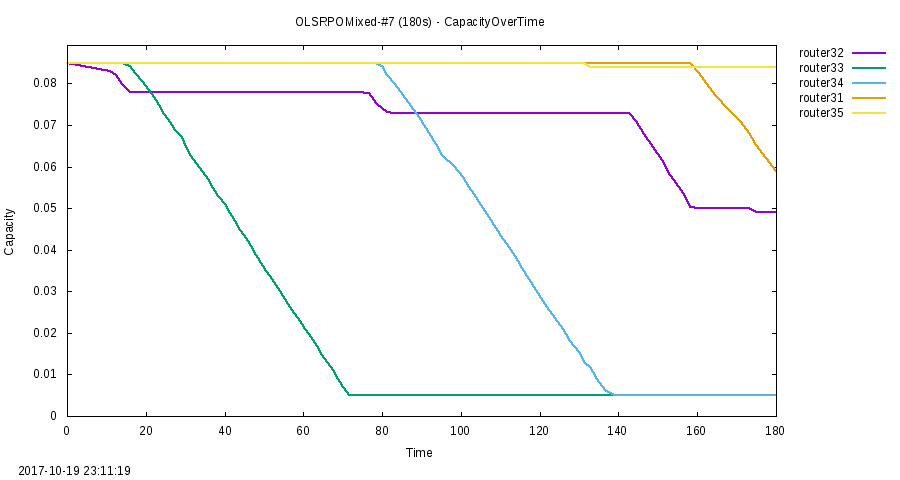 OLSRPOMixed-#7 (180s) - CapacityOverTime
router32
router33
router34
router31
router35
0.08
0.07
0.06
0.05
0.04
0.03
0.02
0.01
0
Capacity
0 20 40 60 80 100 120 140 160 180
Time
2017-10-19 23:11:19